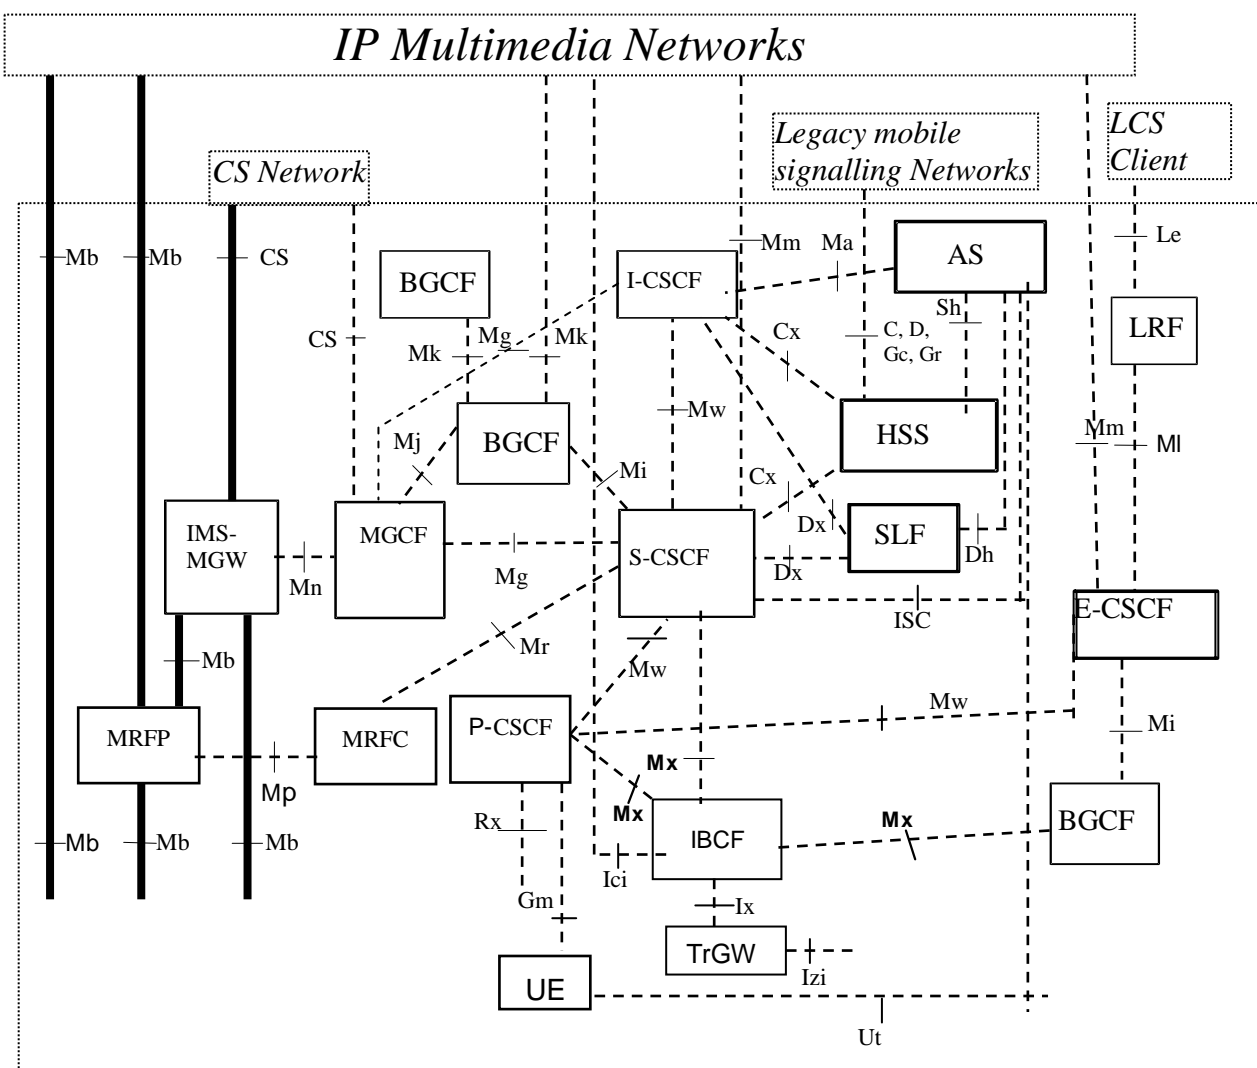 IP Multimedia Networks
Legacy mobile
signalling Networks
LCS
Client
CS Network
Mb
Mb
CS
BGCF
I-CSCF
Mm
Ma
AS
Le
CS
Mk
Mg
Mk
Cx
C, D,
Gc, Gr
Sh
LRF
Mj
BGCF
Mi
Mw
HSS
Mm
Ml
Cx
IMS-
MGW
Mn
MGCF
Mg
S-CSCF
Dx
Dx
SLF
Dh
ISC
E-CSCF
Mb
Mr
Mw
Mw
MRFP
Mp
MRFC
P-CSCF
Mx
Mi
Mb
Mb
Mb
Rx
Mx
IBCF
Mx
BGCF
Ici
Gm
Ix
TrGW
Izi
UE
Ut